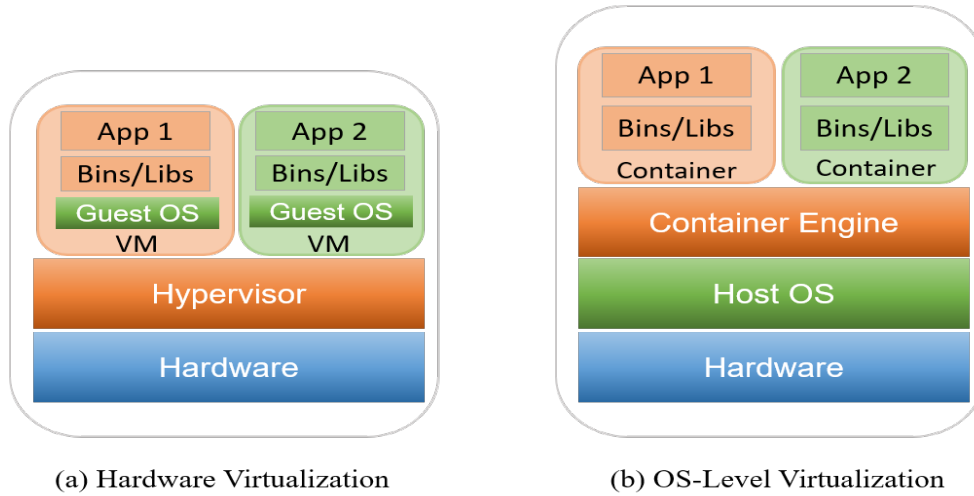 App 1
Bins/Libs
Guest OS
VM
App 2
Bins/Libs
Guest OS
VM
Hypervisor
Hardware
(a) Hardware Virtualization
App 1
Bins/Libs
Container
App 2
Bins/Libs
Container
Container Engine
Host OS
Hardware
(b) OS-Level Virtualization